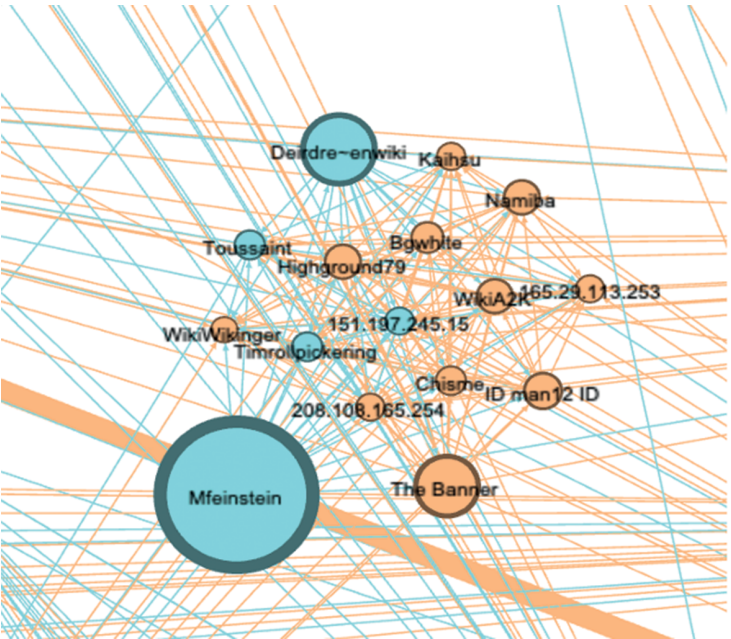 Deirdre~enwiki
Kaihsu
Namiba
Toussaint
Bgwhite
Highground79
WikiA2K
165.29.113.253
151.197.245.15
WikiWikinger
Timrollpickering
Chisme
ID man12 ID
208.108.165.254
The Banner
Mfeinstein